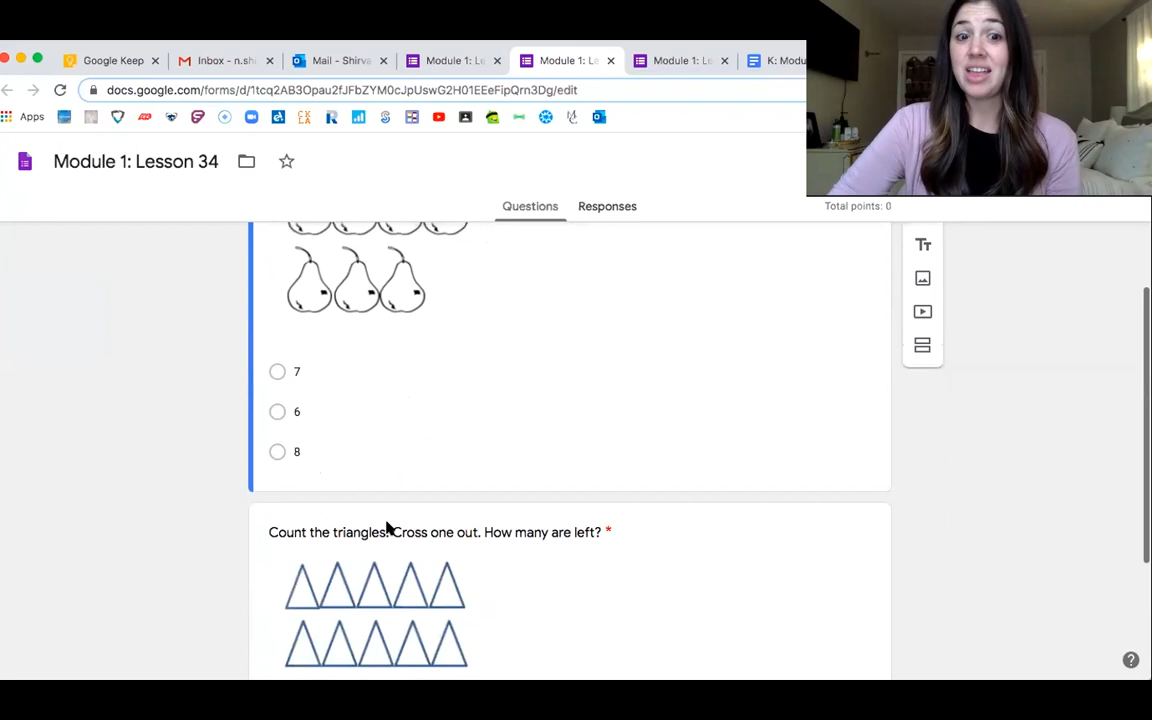 Google Keep
Inbox - n.shi
Mail - Shirva
Module 1: Le
Module 1: Le
Module 1: Le
K: Modu
docs.google.com/forms/d/1tcq2AB3Opau2fJFbZYM0cJpUswG2H01EEeFipQrn3Dg/edit
Apps
Module 1: Lesson 34
Questions
Responses
Total points: 0
Tt
7
6
8
Count the triangles. Cross one out. How many are left? *
?